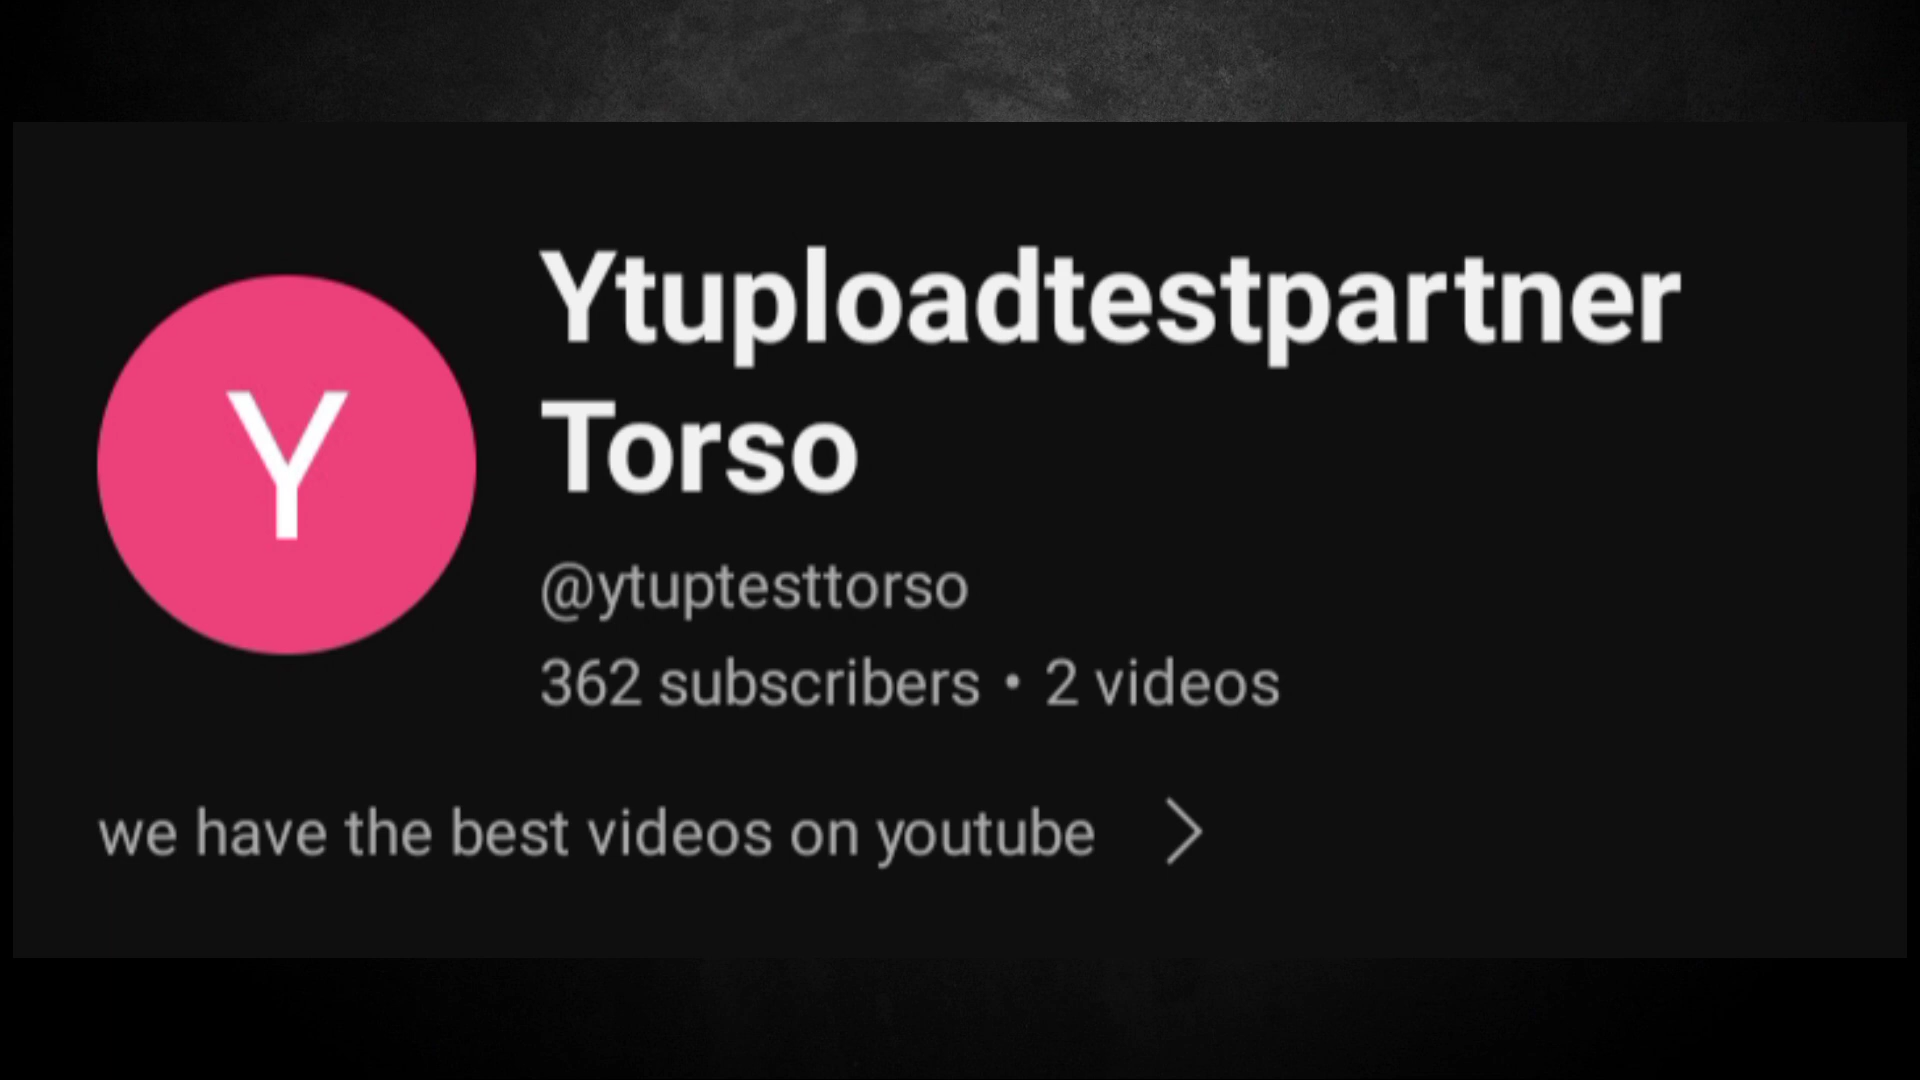 Y
Ytuploadtestpartner
Torso
@ytuptesttorso
362 subscribers • 2 videos
we have the best videos on youtube